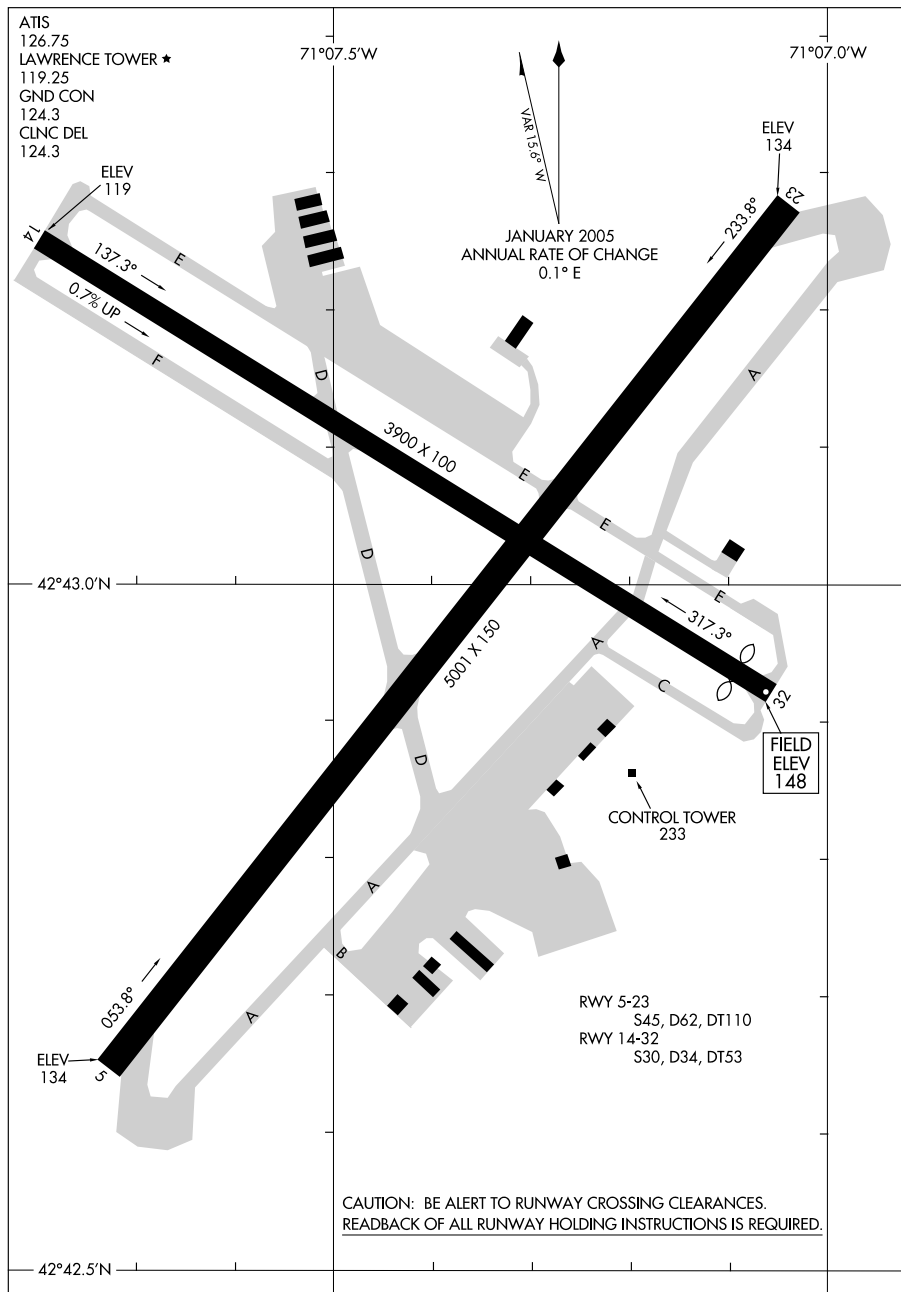 ATIS
126.75
LAWRENCE TOWER ★
119.25
GND CON
124.3
CLNC DEL
124.3
71°07.5'W
71°07.0'W
VAR 15.6° W
JANUARY 2005
ANNUAL RATE OF CHANGE
0.1° E
ELEV
134
23
233.8°
ELEV
119
14
137.3°
0.7% UP
E
F
D
A
3900 X 100
E
E
D
42°43.0'N
E
317.3°
5001 X 150
A
C
32
FIELD
ELEV
148
D
CONTROL TOWER
233
A
B
053.8°
A
RWY 5-23
S45, D62, DT110
RWY 14-32
S30, D34, DT53
ELEV
134
5
CAUTION: BE ALERT TO RUNWAY CROSSING CLEARANCES.
READBACK OF ALL RUNWAY HOLDING INSTRUCTIONS IS REQUIRED.
42°42.5'N